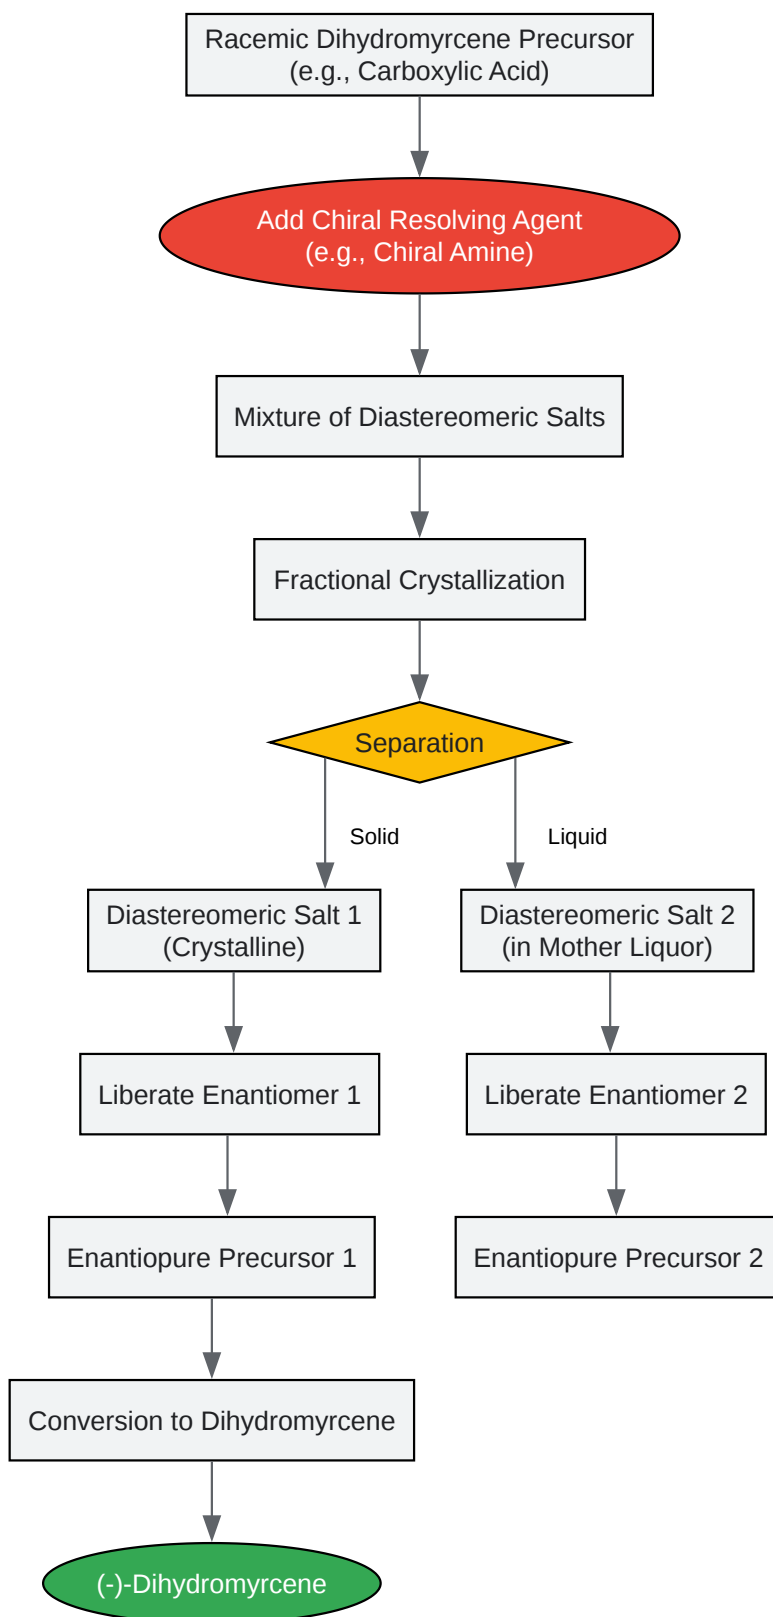 Racemic Dihydromyrcene Precursor
(e.g., Carboxylic Acid)
Add Chiral Resolving Agent
(e.g., Chiral Amine)
Mixture of Diastereomeric Salts
Fractional Crystallization
Separation
Solid
Liquid
Diastereomeric Salt 1
(Crystalline)
Diastereomeric Salt 2
(in Mother Liquor)
Liberate Enantiomer 1
Liberate Enantiomer 2
Enantiopure Precursor 1
Enantiopure Precursor 2
Conversion to Dihydromyrcene
(-)-Dihydromyrcene